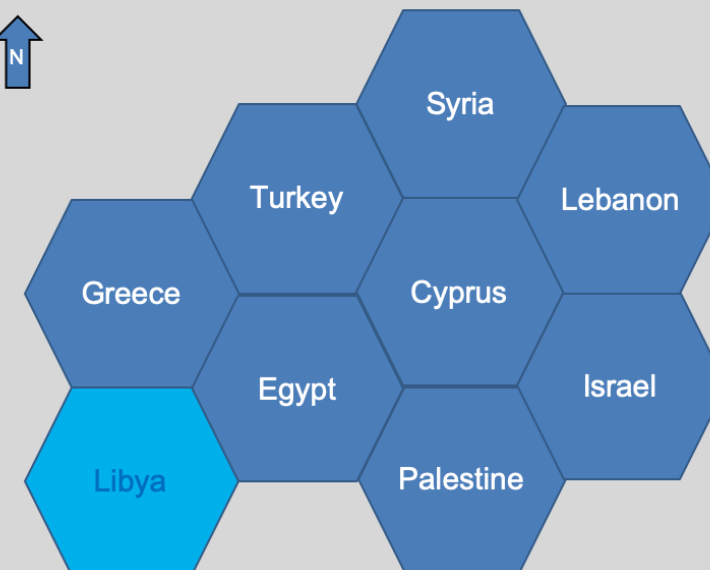 N
Syria
Turkey
Lebanon
Greece
Cyprus
Egypt
Israel
Libya
Palestine